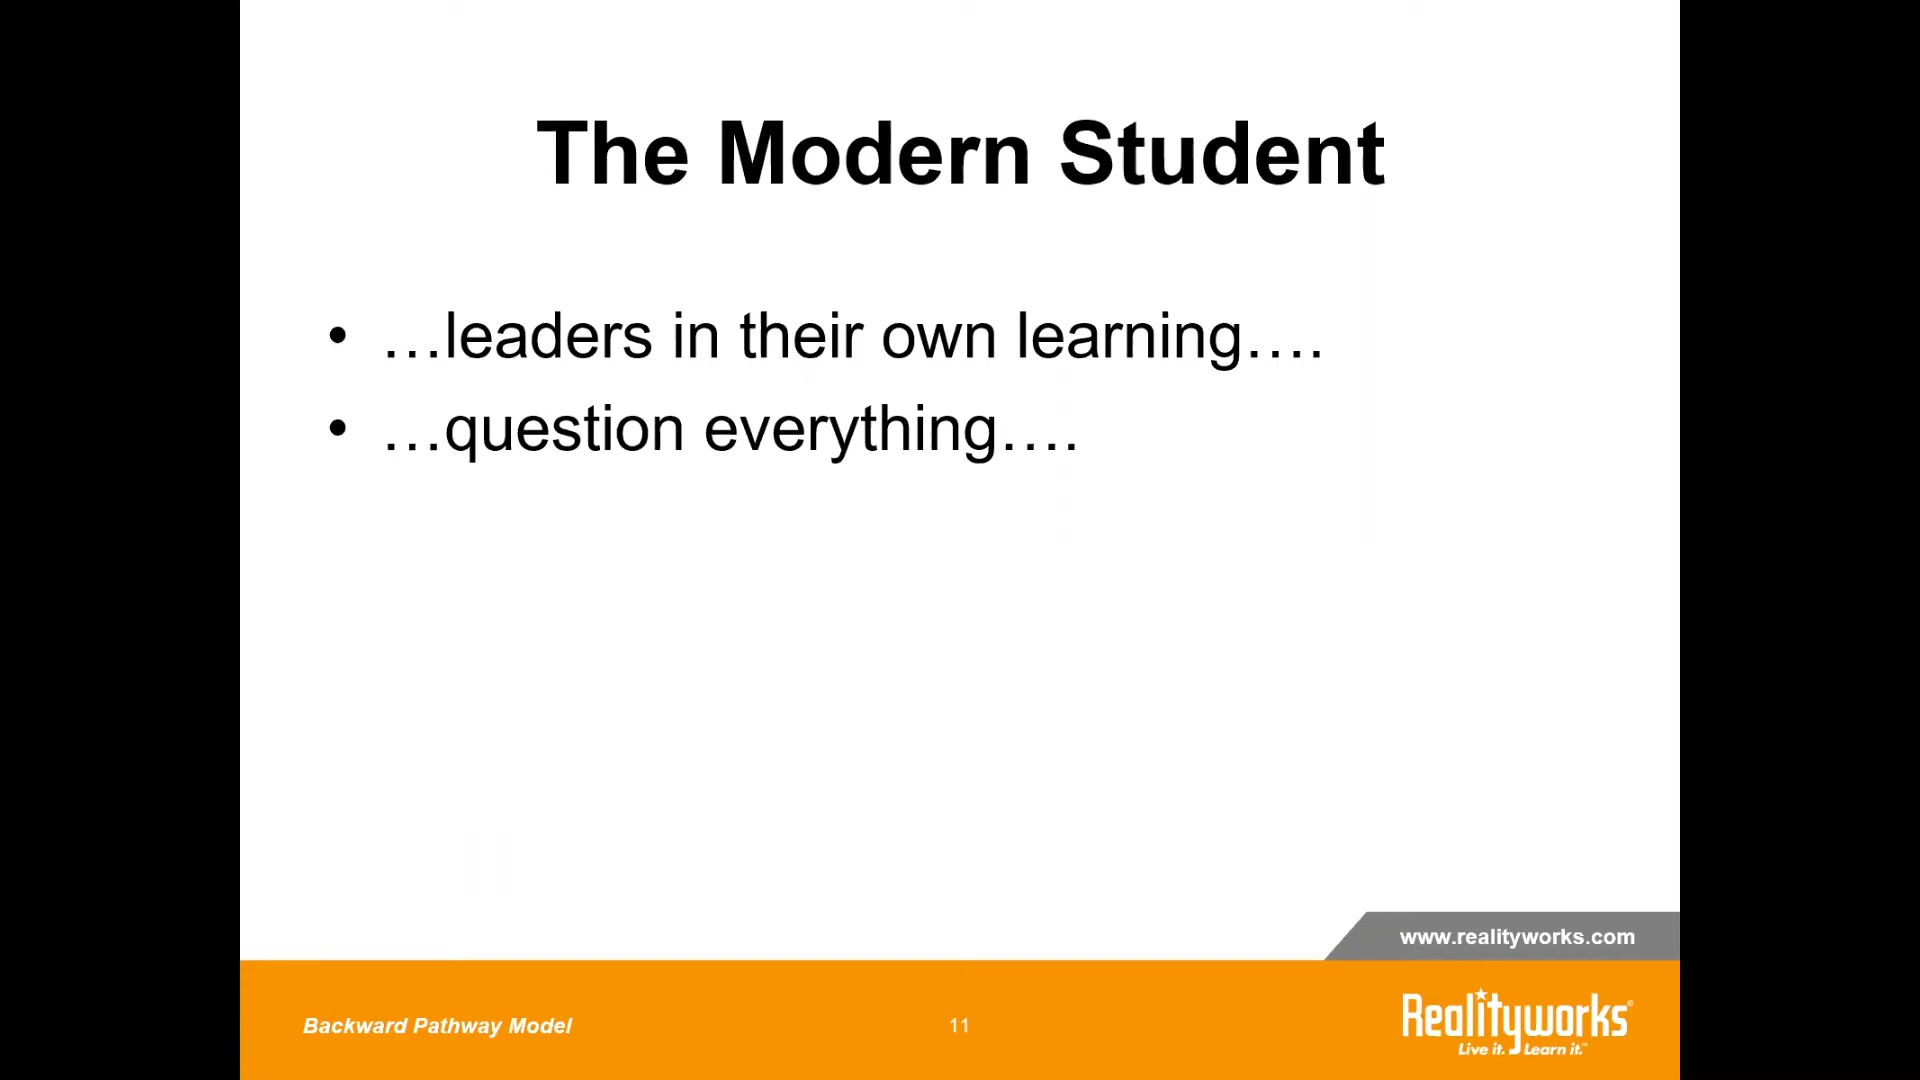 The Modern Student
• …leaders in their own learning….
• …question everything….
www.realityworks.com
Backward Pathway Model
11
Realityworks®
Live it. Learn it.™